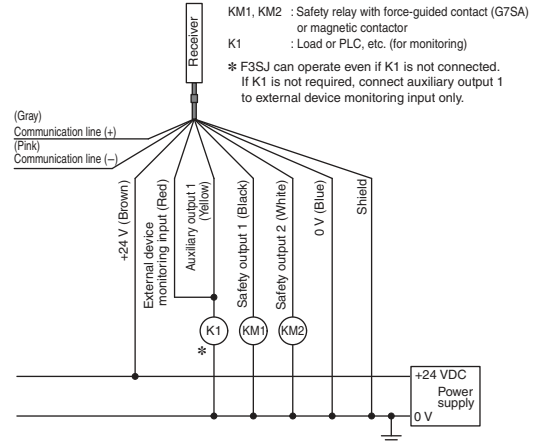 Receiver
KM1, KM2 : Safety relay with force-guided contact (G7SA)
or magnetic contactor
K1 : Load or PLC, etc. (for monitoring)
* F3SJ can operate even if K1 is not connected.
If K1 is not required, connect auxiliary output 1
to external device monitoring input only.
(Gray)
Communication line (+)
(Pink)
Communication line (−)
+24 V (Brown)
External device
monitoring input (Red)
Auxiliary output 1
(Yellow)
Safety output 1 (Black)
Safety output 2 (White)
0 V (Blue)
Shield
K1
KM1
KM2
*
+24 VDC
Power
supply
0 V